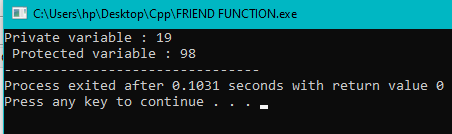 C:\Users\hp\Desktop\Cpp\FRIEND FUNCTION.exe
Private variable : 19
 Protected variable : 98
--------------------------------
Process exited after 0.1031 seconds with return value 0
Press any key to continue . . .